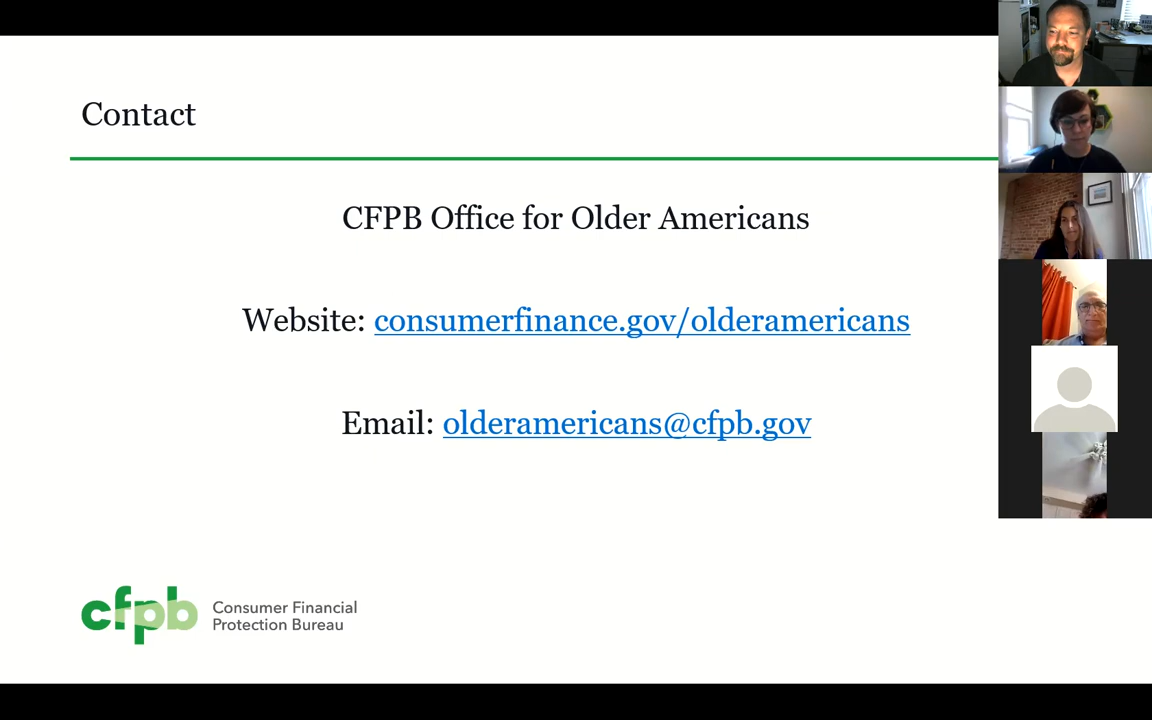 Contact
CFPB Office for Older Americans
Website: consumerfinance.gov/olderamericans
Email: olderamericans@cfpb.gov
cfpb
Consumer Financial
Protection Bureau